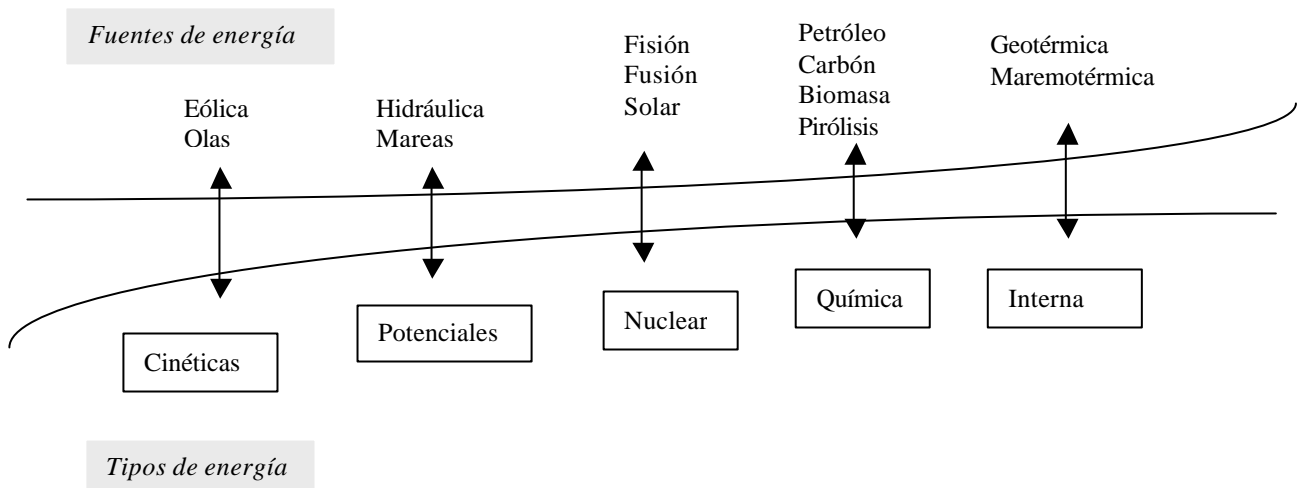 Fuentes de energía
Eólica
Olas
Hidráulica
Mareas
Fisión
Fusión
Solar
Petróleo
Carbón
Biomasa
Pirólisis
Geotérmica
Maremotérmica
Cinéticas
Potenciales
Nuclear
Química
Interna
Tipos de energía